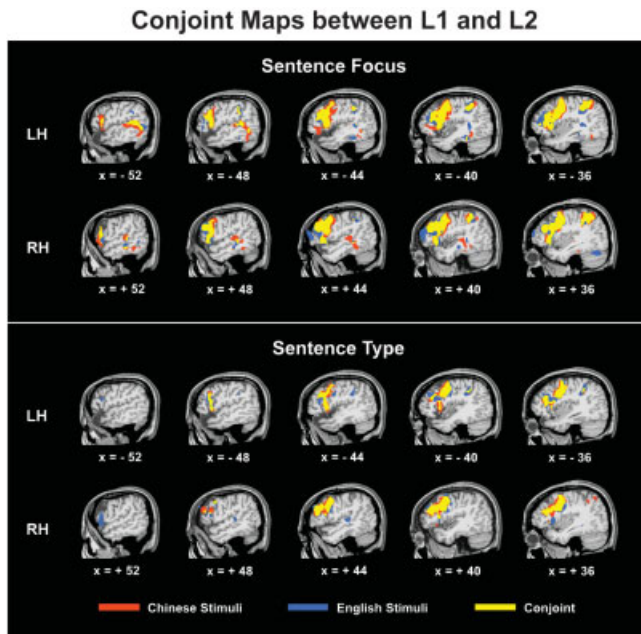 Conjoint Maps between L1 and L2
Sentence Focus
LH
x = - 52 x = - 48 x = - 44 x = - 40 x = - 36
RH
x = + 52 x = + 48 x = + 44 x = + 40 x = + 36
Sentence Type
LH
x = - 52 x = - 48 x = - 44 x = - 40 x = - 36
RH
x = + 52 x = + 48 x = + 44 x = + 40 x = + 36
Chinese Stimuli English Stimuli Conjoint